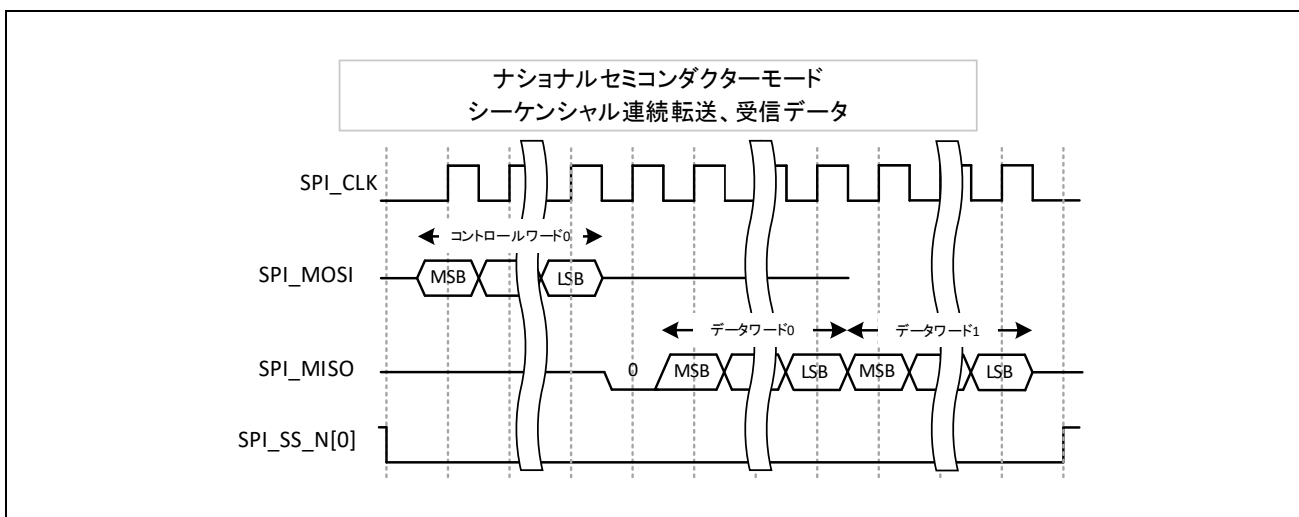 ナショナルセミコンダクターモード
シーケンシャル連続転送、受信データ
SPI_CLK
コントロールワード0
SPI_MOSI
MSB
LSB
データワード0
データワード1
SPI_MISO
0
MSB
LSB
MSB
LSB
SPI_SS_N[0]